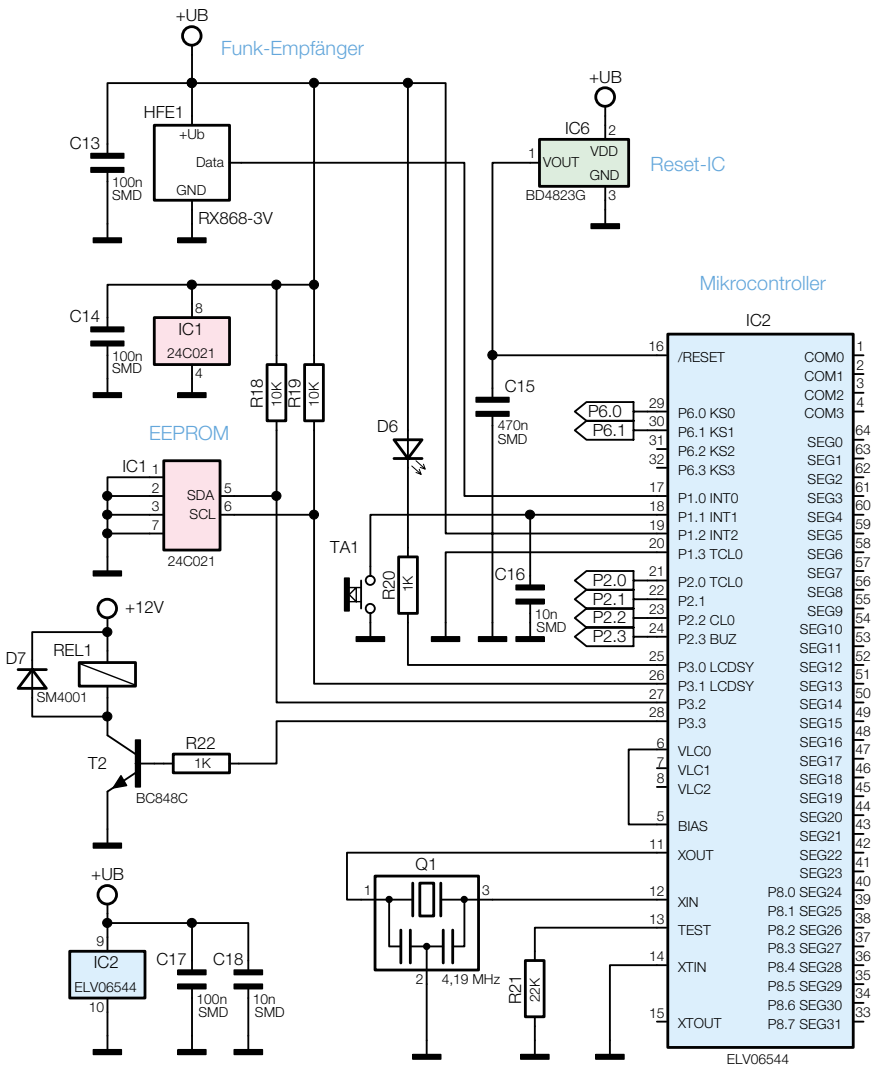 +UB
Funk-Empfänger
HFE1
+Ub
Data
GND
RX868-3V
C13
100n
SMD
+UB
IC6
2
1
VOUT
VDD
GND
3
BD4823G
Reset-IC
C14
100n
SMD
8
IC1
24C021
4
R18
10K
R19
10K
EEPROM
IC1
1
2
3
7
SDA
SCL
5
6
24C021
D6
TA1
R20
1K
C15
470n
SMD
C16
10n
SMD
+12V
D7
SM4001
REL1
T2
BC848C
R22
1K
+UB
9
IC2
ELV06544
10
C17
100n
SMD
C18
10n
SMD
Q1
1
3
2
4,19 MHz
R21
22K
Mikrocontroller
IC2
16 /RESET
P6.0 29 P6.0 KS0
P6.1 30 P6.1 KS1
31 P6.2 KS2
32 P6.3 KS3
17 P1.0 INT0
18 P1.1 INT1
19 P1.2 INT2
20 P1.3 TCL0
P2.0 21 P2.0 TCL0
P2.1 22 P2.1
P2.2 23 P2.2 CL0
P2.3 24 P2.3 BUZ
25 P3.0 LCDSY
26 P3.1 LCDSY
27 P3.2
28 P3.3
6 VLC0
7 VLC1
8 VLC2
5 BIAS
11 XOUT
12 XIN
13 TEST
14 XTIN
15 XTOUT
COM0 1
COM1 2
COM2 3
COM3 4
SEG0 64
SEG1 63
SEG2 62
SEG3 61
SEG4 60
SEG5 59
SEG6 58
SEG7 57
SEG8 56
SEG9 55
SEG10 54
SEG11 53
SEG12 52
SEG13 51
SEG14 50
SEG15 49
SEG16 48
SEG17 47
SEG18 46
SEG19 45
SEG20 44
SEG21 43
SEG22 42
SEG23 41
P8.0 SEG24 40
P8.1 SEG25 39
P8.2 SEG26 38
P8.3 SEG27 37
P8.4 SEG28 36
P8.5 SEG29 35
P8.6 SEG30 34
P8.7 SEG31 33
ELV06544